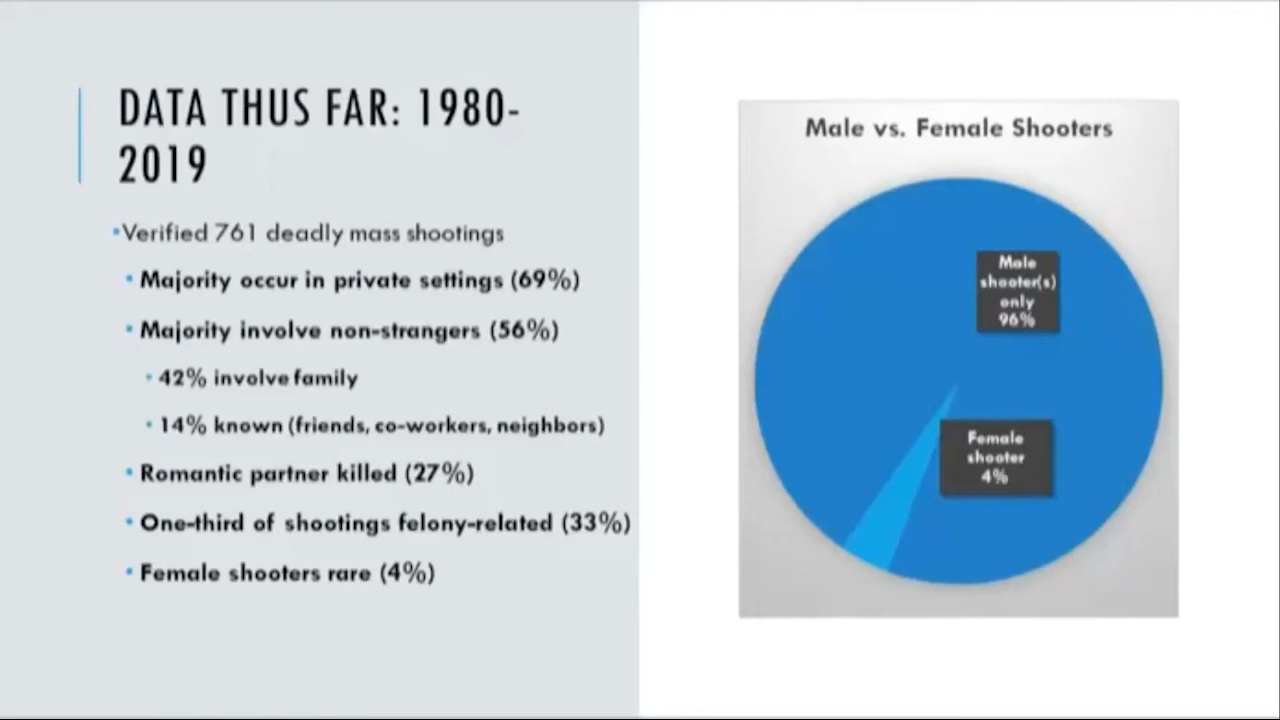 DATA THUS FAR: 1980-
2019
•Verified 761 deadly mass shootings
• Majority occur in private settings (69%)
• Majority involve non-strangers (56%)
• 42% involve family
• 14% known (friends, co-workers, neighbors)
• Romantic partner killed (27%)
• One-third of shootings felony-related (33%)
• Female shooters rare (4%)
Male vs. Female Shooters
Male
shooter(s)
only
96%
Female
shooter
4%